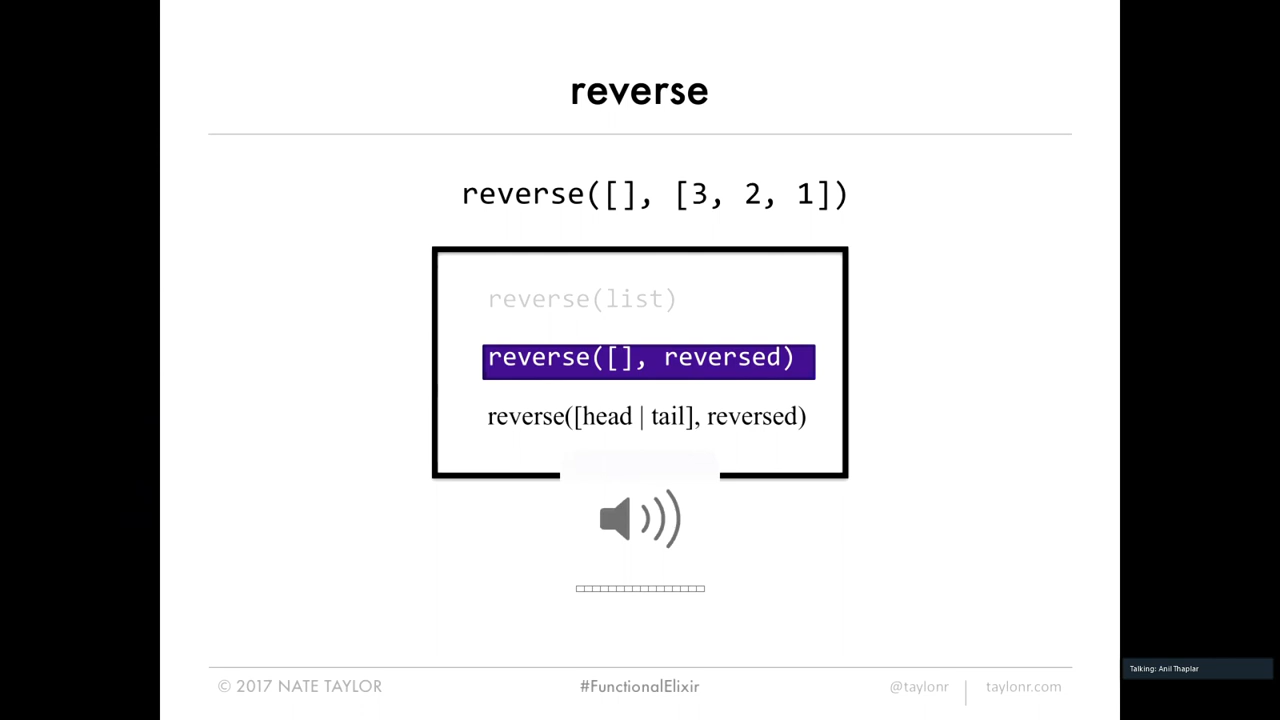 reverse
reverse([], [3, 2, 1])
reverse(list)
reverse([], reversed)
reverse([head | tail], reversed)
© 2017 NATE TAYLOR
#FunctionalElixir
@taylonr
taylonr.com
Talking: Anil Thaplar